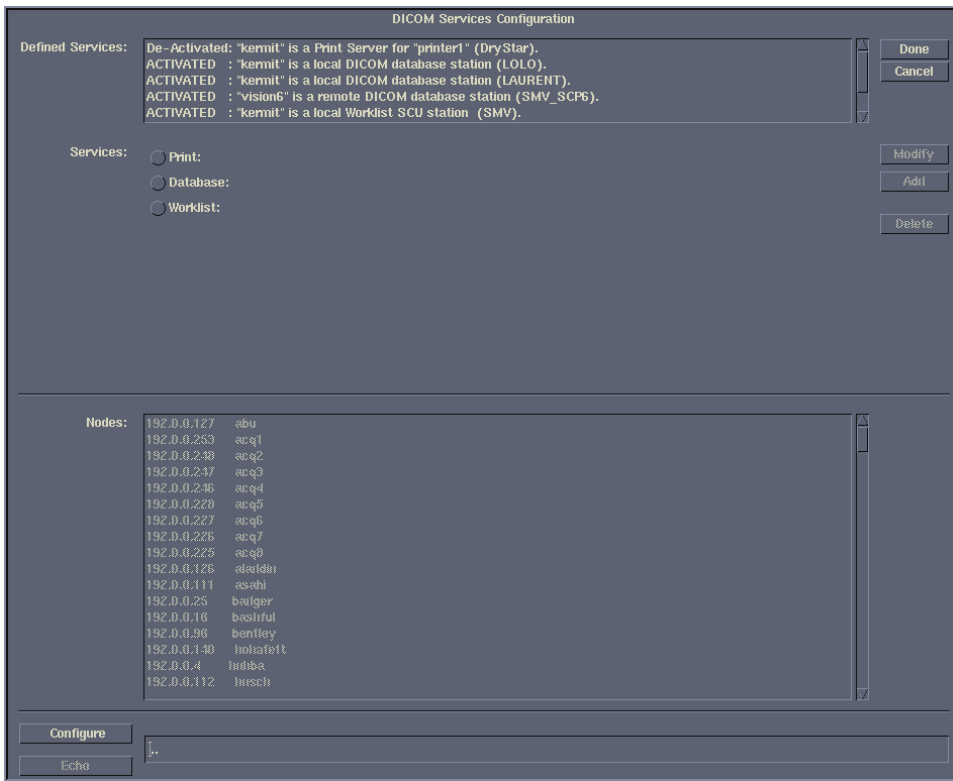 DICOM Services Configuration
Defined Services:
De-Activated: "kermit" is a Print Server for "printer1" (DryStar).
ACTIVATED : "kermit" is a local DICOM database station (LOLO).
ACTIVATED : "kermit" is a local DICOM database station (LAURENT).
ACTIVATED : "vision6" is a remote DICOM database station (SMV_SCP6).
ACTIVATED : "kermit" is a local Worklist SCU station (SMV).
Done
Cancel
Services:
Print:
Database:
Worklist:
Modify
Add
Delete
Nodes:
192.0.0.127 abu
192.0.0.253 acq1
192.0.0.248 acq2
192.0.0.247 acq3
192.0.0.246 acq4
192.0.0.228 acq5
192.0.0.227 acq6
192.0.0.226 acq7
192.0.0.225 acq8
192.0.0.126 aladdin
192.0.0.111 asahi
192.0.0.25 badger
192.0.0.16 bashful
192.0.0.96 bentley
192.0.0.140 bobafett
192.0.0.4 bubba
192.0.0.112 busch
Configure
..
Echo